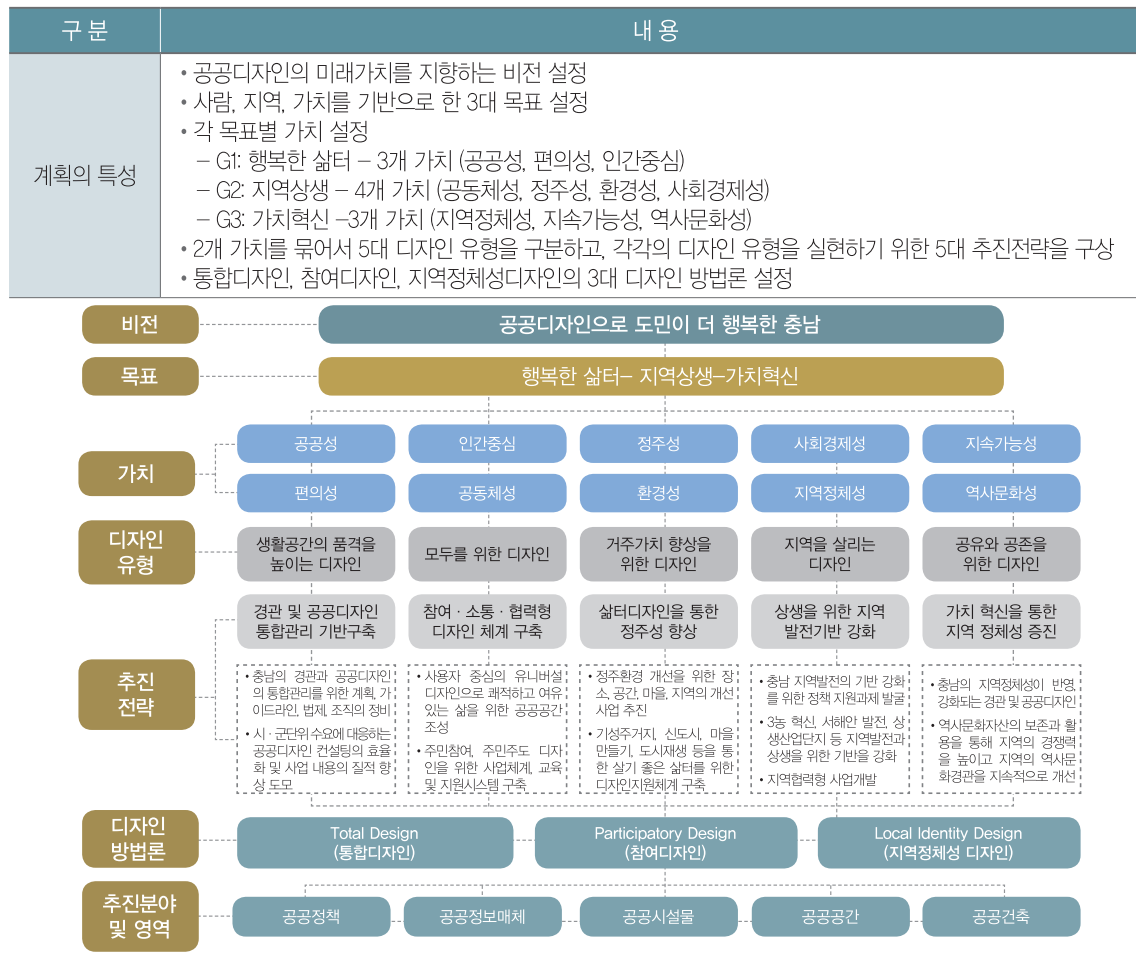 구 분
내 용
계획의 특성
• 공공디자인의 미래가치를 지향하는 비전 설정
• 사람, 지역, 가치를 기반으로 한 3대 목표 설정
• 각 목표별 가치 설정
– G1: 행복한 삶터 – 3개 가치 (공공성, 편의성, 인간중심)
– G2: 지역상생 – 4개 가치 (공동체성, 정주성, 환경성, 사회경제성)
– G3: 가치혁신 –3개 가치 (지역정체성, 지속가능성, 역사문화성)
• 2개 가치를 묶어서 5대 디자인 유형을 구분하고, 각각의 디자인 유형을 실현하기 위한 5대 추진전략을 구상
• 통합디자인, 참여디자인, 지역정체성디자인의 3대 디자인 방법론 설정
비전
공공디자인으로 도민이 더 행복한 충남
목표
행복한 삶터– 지역상생–가치혁신
가치
공공성
인간중심
정주성
사회경제성
지속가능성
편의성
공동체성
환경성
지역정체성
역사문화성
디자인
유형
생활공간의 품격을
높이는 디자인
모두를 위한 디자인
거주가치 향상을
위한 디자인
지역을 살리는
디자인
공유와 공존을
위한 디자인
추진
전략
경관 및 공공디자인
통합관리 기반구축
참여 · 소통 · 협력형
디자인 체계 구축
삶터디자인을 통한
정주성 향상
상생을 위한 지역
발전기반 강화
가치 혁신을 통한
지역 정체성 증진
• 충남의 경관과 공공디자인
의 통합관리를 위한 계획, 가
이드라인, 법제, 조직의 정비
• 시 · 군단위 수요에 대응하는
공공디자인 컨설팅의 효율
화 및 사업 내용의 질적 향
상 도모
• 사용자 중심의 유니버설
디자인으로 쾌적하고 여유
있는 삶을 위한 공공공간
조성
• 주민참여, 주민주도 디자
인을 위한 사업체계, 교육
및 지원시스템 구축
• 정주환경 개선을 위한 장
소, 공간, 마을, 지역의 개선
사업 추진
• 기성주거지, 신도시, 마을
만들기, 도시재생 등을 통
한 살기 좋은 삶터를 위한
디자인지원체계 구축
• 충남 지역발전의 기반 강화
를 위한 정책 지원과제 발굴
• 3농 혁신, 서해안 발전, 상
생산업단지 등 지역발전과
상생을 위한 기반을 강화
• 지역협력형 사업개발
• 충남의 지역정체성이 반영,
강화되는 경관 및 공공디자인
• 역사문화자산의 보존과 활
용을 통해 지역의 경쟁력
을 높이고 지역의 역사문
화경관을 지속적으로 개선
디자인
방법론
Total Design
(통합디자인)
Participatory Design
(참여디자인)
Local Identity Design
(지역정체성 디자인)
추진분야
및 영역
공공정책
공공정보매체
공공시설물
공공공간
공공건축